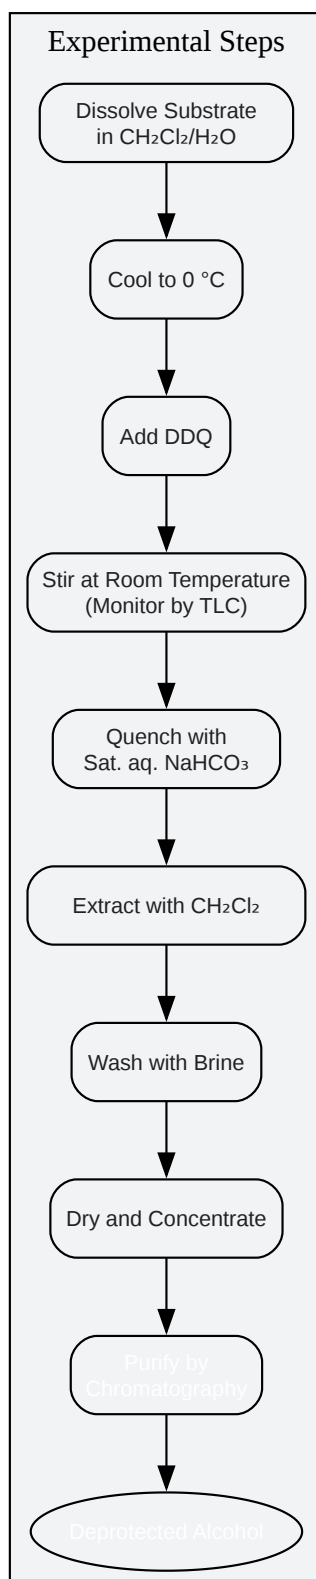 Experimental Steps
Dissolve Substrate
in CH₂Cl₂/H₂O
Cool to 0 °C
Add DDQ
Stir at Room Temperature
(Monitor by TLC)
Quench with
Sat. aq. NaHCO₃
Extract with CH₂Cl₂
Wash with Brine
Dry and Concentrate
Purify by
Chromatography
Deprotected Alcohol